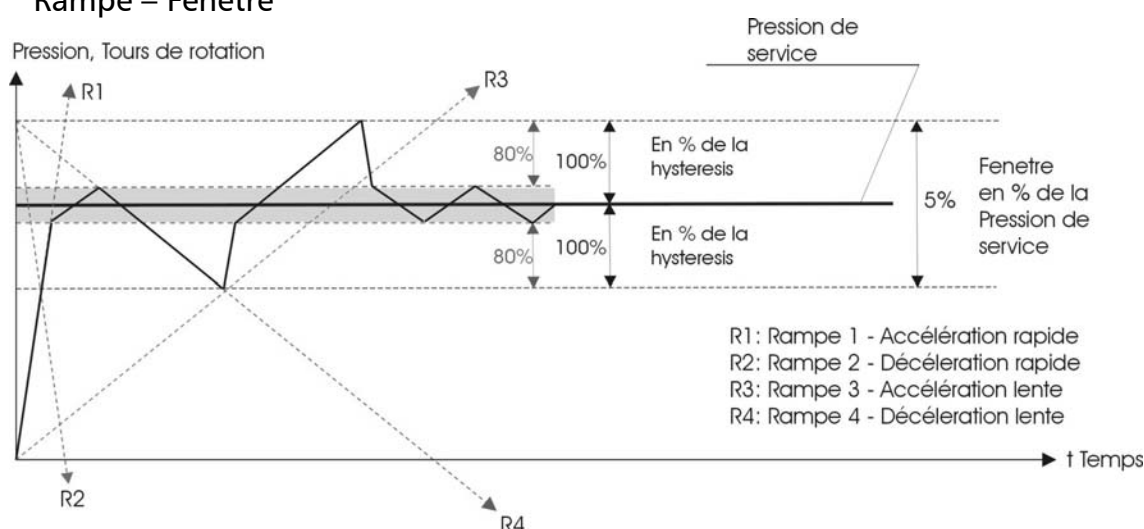 Rampe – Fenêtre
Pression de
service
Pression, Tours de rotation
R1
R3
80%
100%
En % de la
hysteresis
5%
Fenetre
en % de la
Pression de
service
80%
100%
En % de la
hysteresis
R1: Rampe 1 - Accélération rapide
R2: Rampe 2 - Décéleration rapide
R3: Rampe 3 - Accélération lente
R4: Rampe 4 - Décéleration lente
t Temps
R2
R4